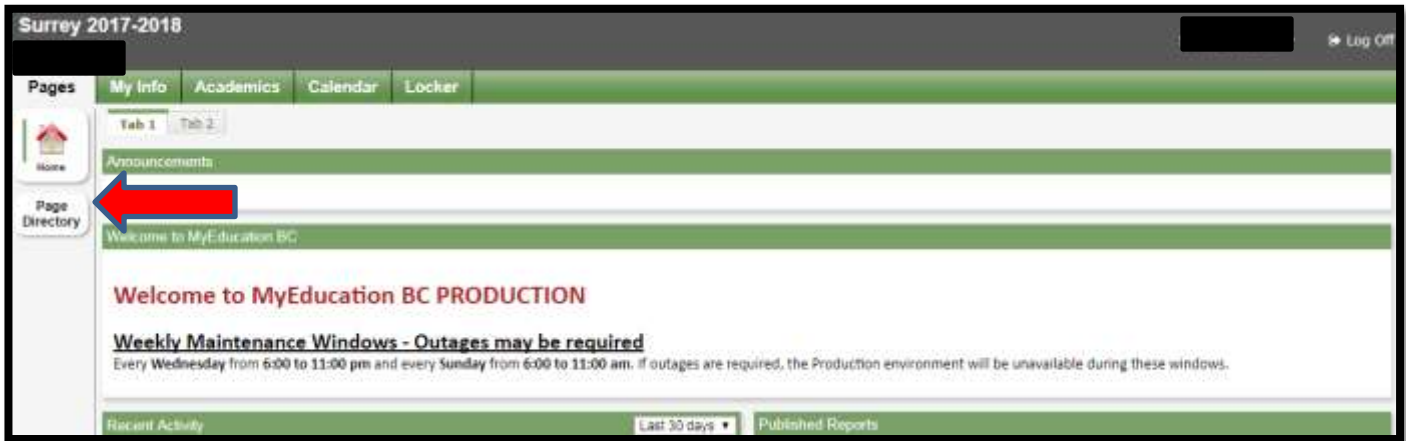 Surrey 2017-2018
Log Off
Pages My Info Academics Calendar Locker
Tab 1 Tab 2
Home
Announcements
Page
Directory
Welcome to MyEducation BC
Welcome to MyEducation BC PRODUCTION
Weekly Maintenance Windows - Outages may be required
Every Wednesday from 6:00 to 11:00 pm and every Sunday from 6:00 to 11:00 am. If outages are required, the Production environment will be unavailable during these windows.
Recent Activity Last 30 days Published Reports